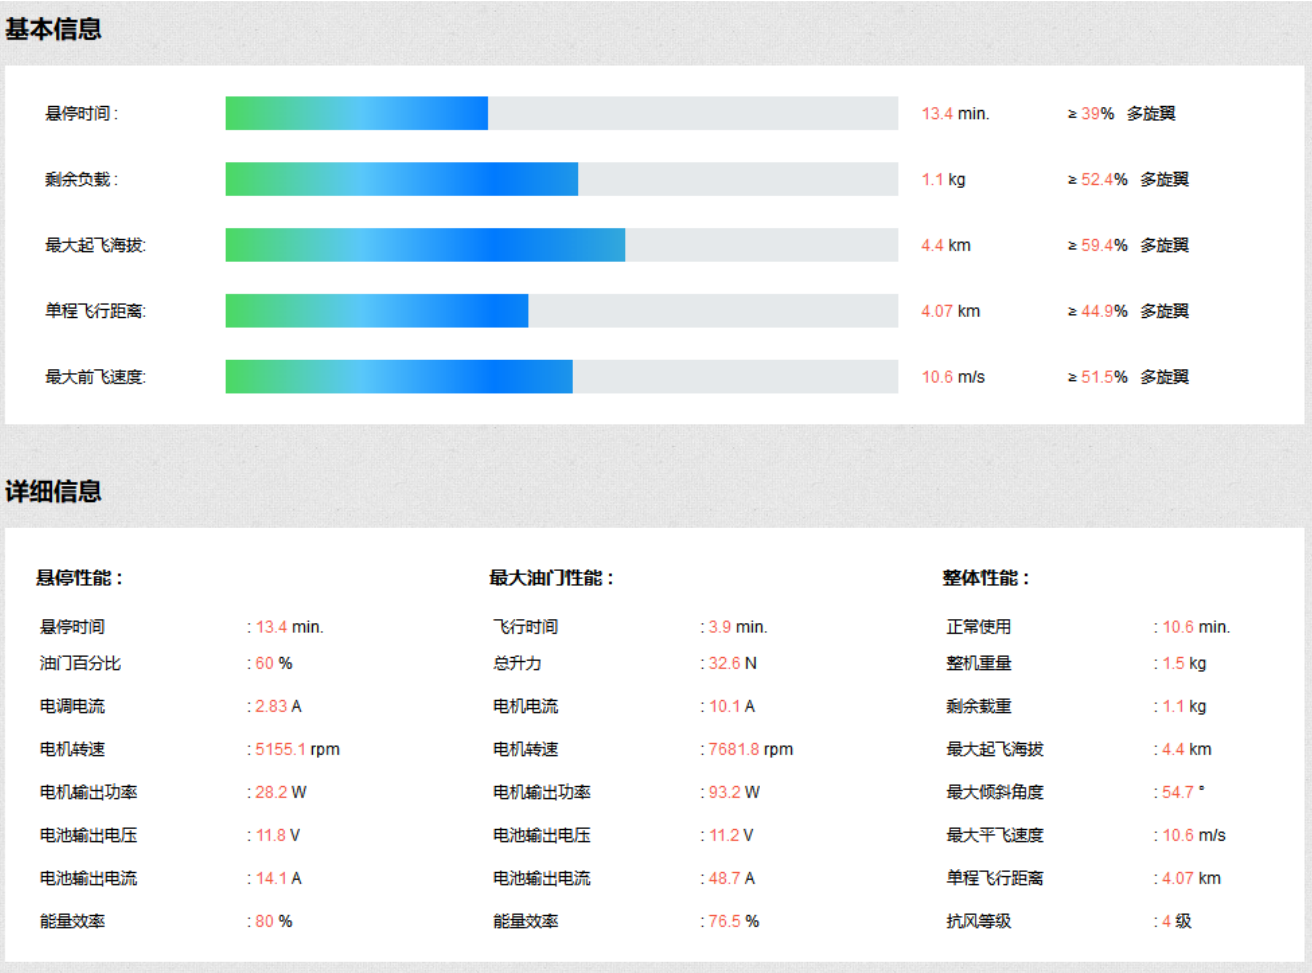 基本信息
悬停时间 : 13.4 min. ≥ 39% 多旋翼
剩余负载 : 1.1 kg ≥ 52.4% 多旋翼
最大起飞海拔: 4.4 km ≥ 59.4% 多旋翼
单程飞行距离: 4.07 km ≥ 44.9% 多旋翼
最大前飞速度: 10.6 m/s ≥ 51.5% 多旋翼
详细信息
悬停性能 : 最大油门性能 : 整体性能 :
悬停时间 : 13.4 min. 飞行时间 : 3.9 min. 正常使用 : 10.6 min.
油门百分比 : 60 % 总升力 : 32.6 N 整机重量 : 1.5 kg
电调电流 : 2.83 A 电机电流 : 10.1 A 剩余载重 : 1.1 kg
电机转速 : 5155.1 rpm 电机转速 : 7681.8 rpm 最大起飞海拔 : 4.4 km
电机输出功率 : 28.2 W 电机输出功率 : 93.2 W 最大倾斜角度 : 54.7 °
电池输出电压 : 11.8 V 电池输出电压 : 11.2 V 最大平飞速度 : 10.6 m/s
电池输出电流 : 14.1 A 电池输出电流 : 48.7 A 单程飞行距离 : 4.07 km
能量效率 : 80 % 能量效率 : 76.5 % 抗风等级 : 4 级